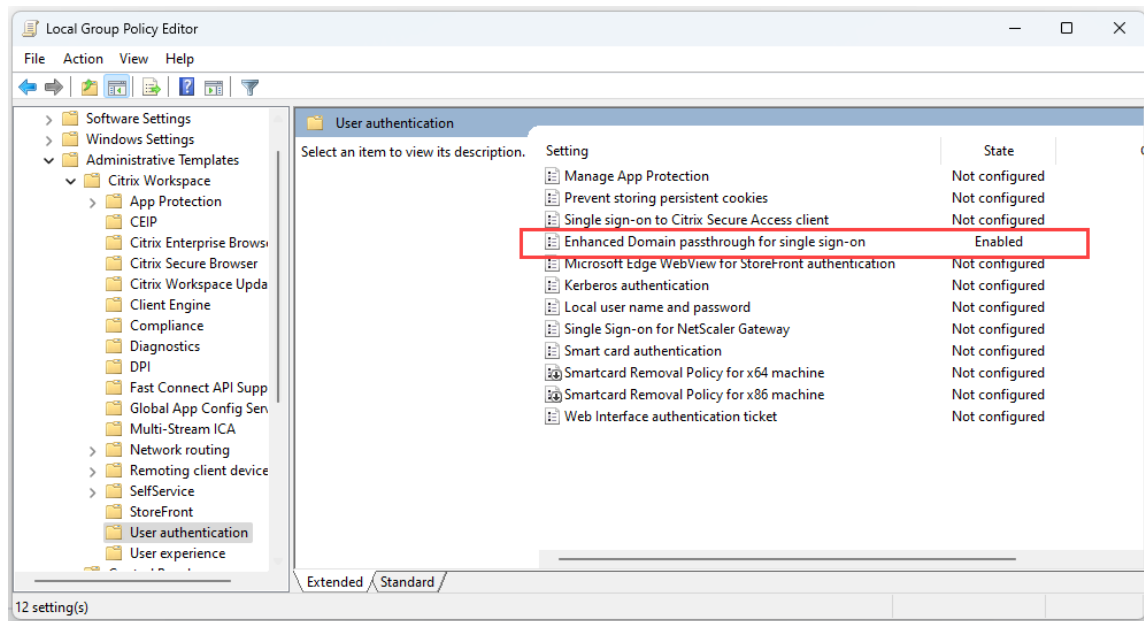 Local Group Policy Editor
File Action View Help
Software Settings
Windows Settings
Administrative Templates
Citrix Workspace
App Protection
CEIP
Citrix Enterprise Brows
Citrix Secure Browser
Citrix Workspace Upda
Client Engine
Compliance
Diagnostics
DPI
Fast Connect API Supp
Global App Config Serv
Multi-Stream ICA
Network routing
Remoting client device
SelfService
StoreFront
User authentication
User experience
User authentication
Select an item to view its description.
Setting State
Manage App Protection Not configured
Prevent storing persistent cookies Not configured
Single sign-on to Citrix Secure Access client Not configured
Enhanced Domain passthrough for single sign-on Enabled
Microsoft Edge WebView for StoreFront authentication Not configured
Kerberos authentication Not configured
Local user name and password Not configured
Single Sign-on for NetScaler Gateway Not configured
Smart card authentication Not configured
Smartcard Removal Policy for x64 machine Not configured
Smartcard Removal Policy for x86 machine Not configured
Web Interface authentication ticket Not configured
Extended Standard
12 setting(s)